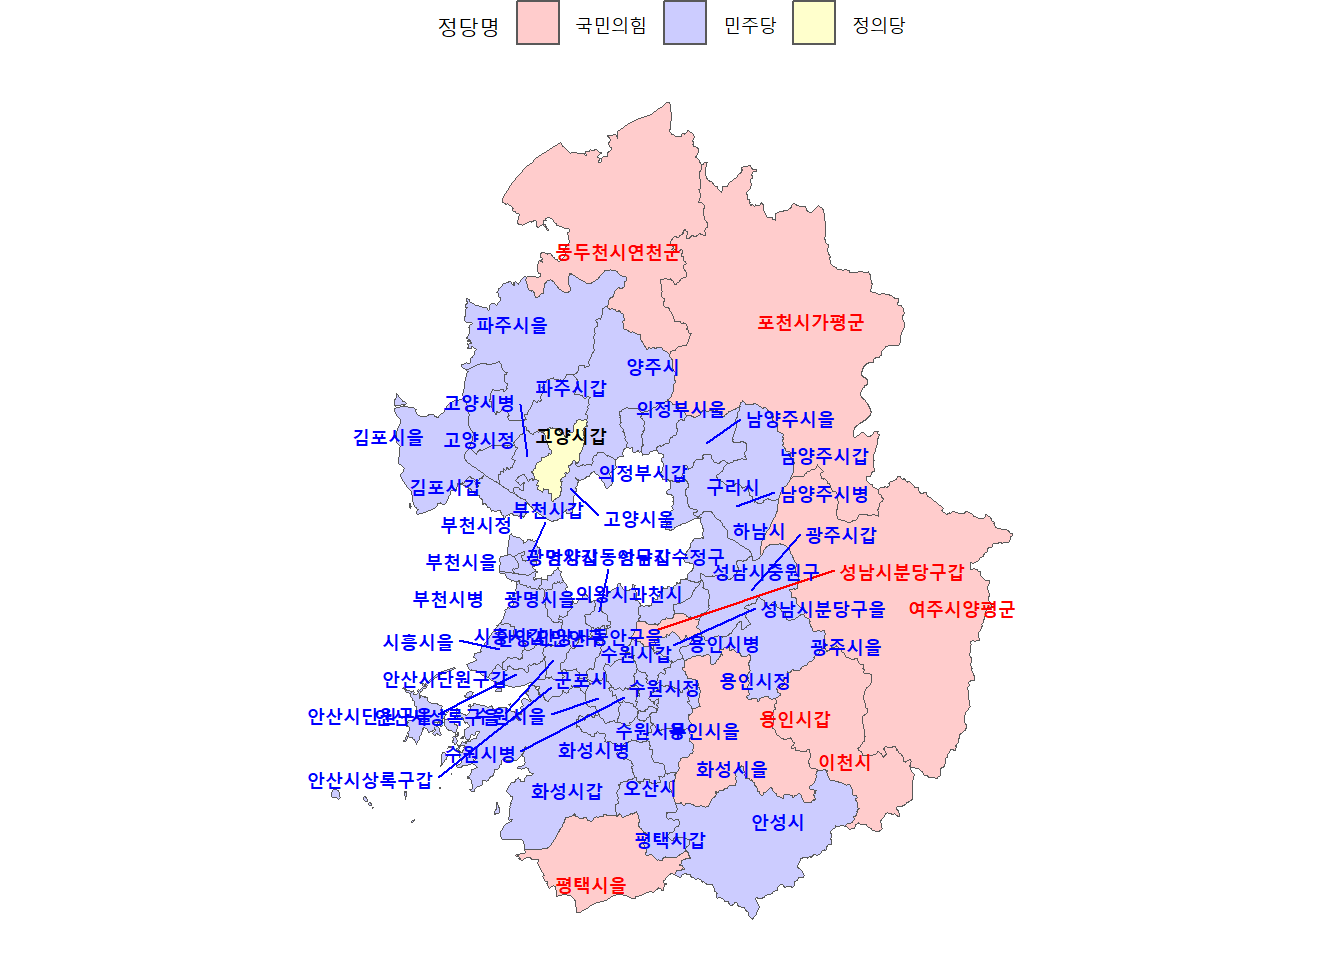 정당명 국민의힘 민주당 정의당
동두천시연천군
포천시가평군
파주시을
양주시
파주시갑
고양시병
의정부시을
남양주시을
김포시을
고양시정
고양시갑
남양주시갑
의정부시갑
김포시갑
구리시
남양주시병
부천시갑
고양시을
부천시정
하남시
광주시갑
부천시을
성남시중원구
성남시분당구갑
부천시병
광명시을
의왕시과천시
성남시분당구을
여주시양평군
시흥시을
용인시병
광주시을
수원시갑
안산시단원구갑
군포시
수원시정
용인시정
안산시단원구을
안산시상록구을
수원시을
용인시갑
수원시무
용인시을
수원시병
화성시병
이천시
화성시을
안산시상록구갑
화성시갑
오산시
안성시
평택시갑
평택시을